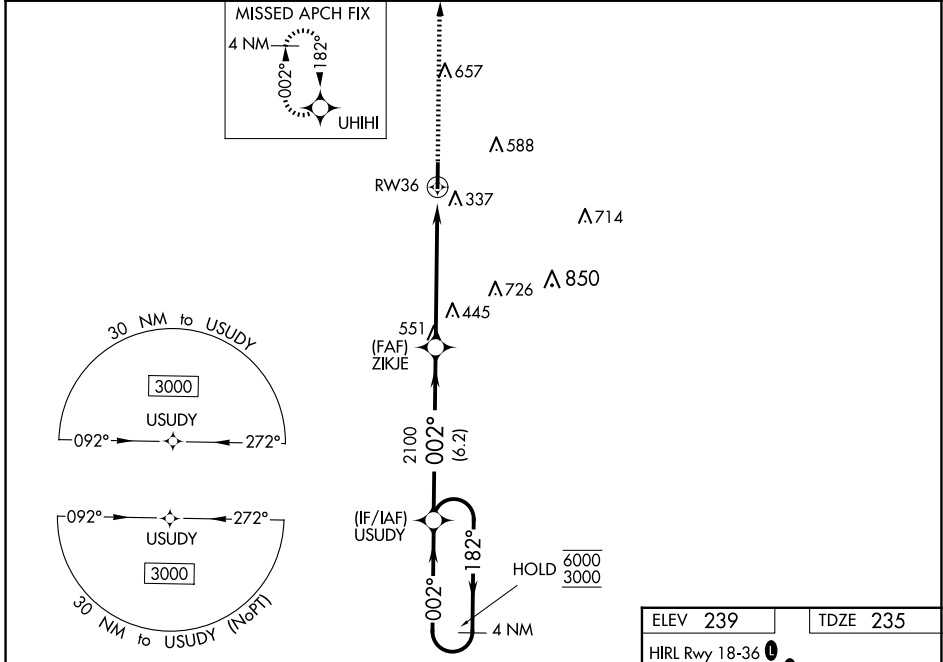 MISSED APCH FIX
4 NM
002°
182°
UHIHI
657
588
RW36
337
714
726
850
445
551
(FAF)
ZIKJE
30 NM to USUDY
3000
USUDY
092°
272°
2100
002°
(6.2)
092°
272°
USUDY
3000
30 NM to USUDY (NoPT)
(IF/IAF)
USUDY
002°
182°
HOLD
6000
3000
4 NM
ELEV 239
TDZE 235
HIRL Rwy 18-36 L